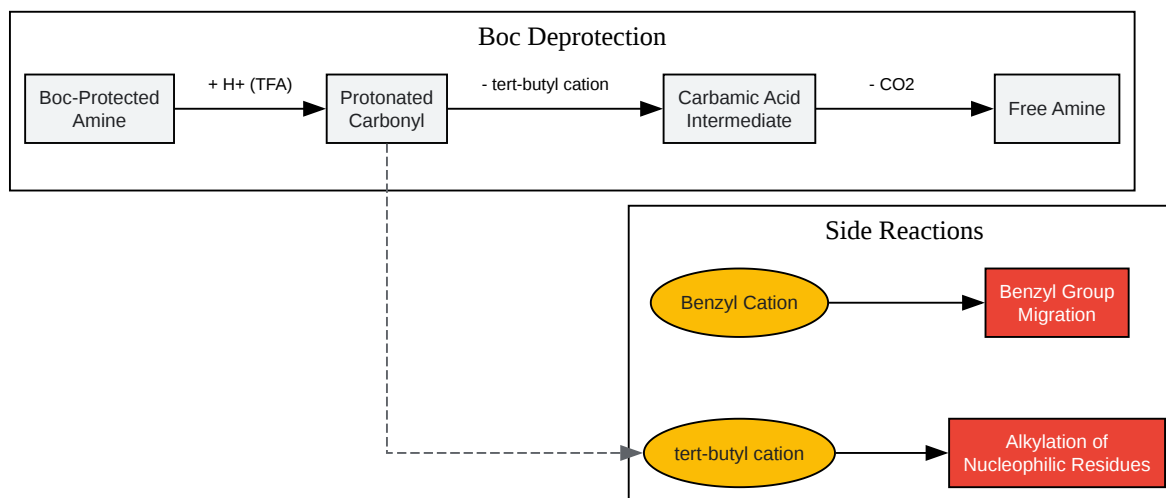 Boc Deprotection
+ H+ (TFA)
- tert-butyl cation
- CO2
Boc-Protected
Amine
Protonated
Carbonyl
Carbamic Acid
Intermediate
Free Amine
Side Reactions
Benzyl Cation
Benzyl Group
Migration
tert-butyl cation
Alkylation of
Nucleophilic Residues